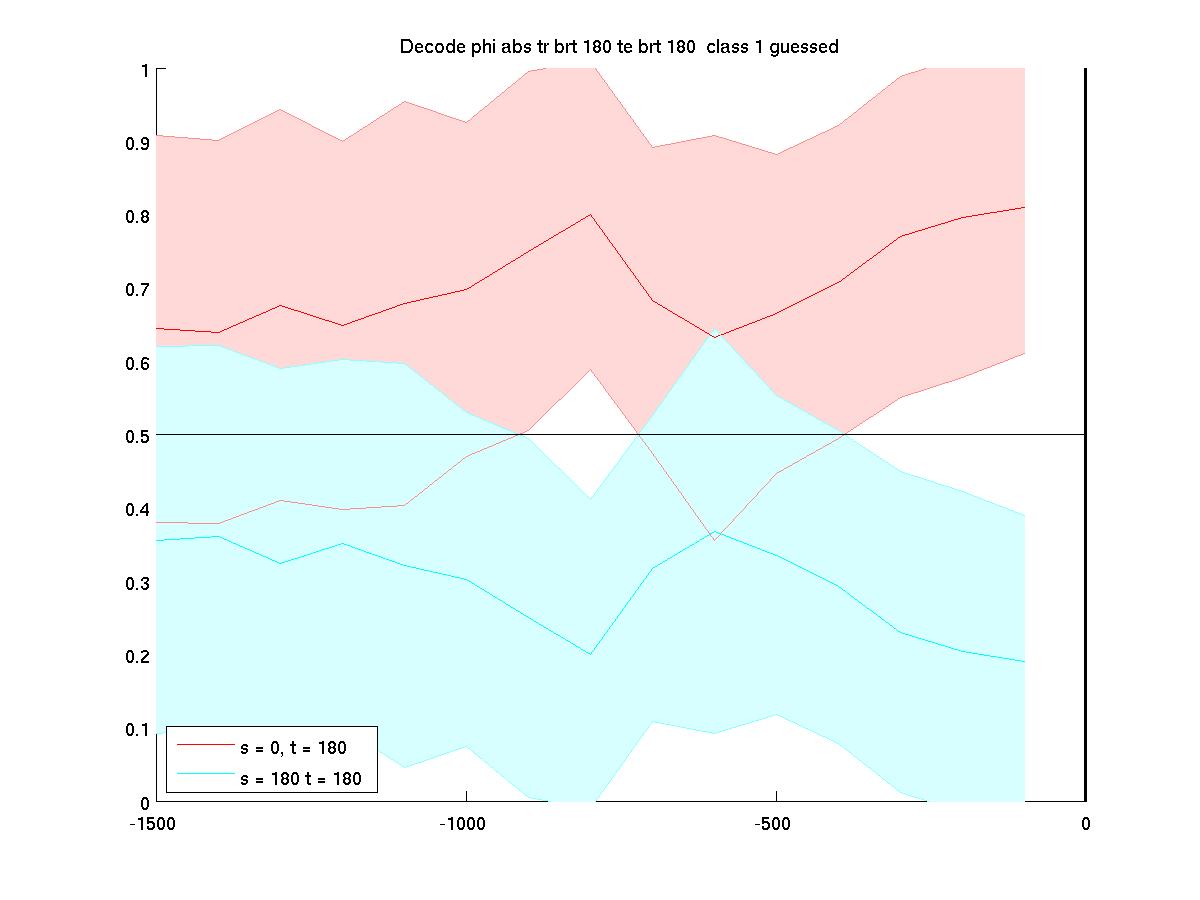 Decode phi abs tr brt 180 te brt 180  class 1 guessed
1
0.9
0.8
0.7
0.6
0.5
0.4
0.3
0.2
0.1
0
s = 0, t = 180
s = 180 t = 180
-1500 -1000 -500 0